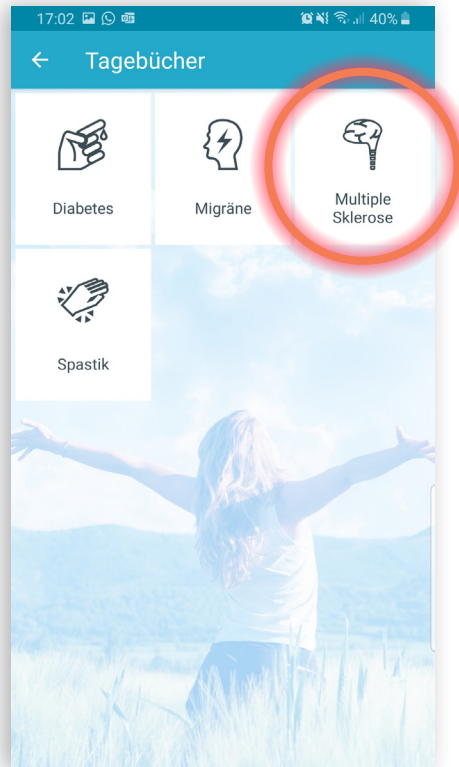 17:02 40%
Tagebücher
Diabetes
Migräne
Multiple
Sklerose
Spastik